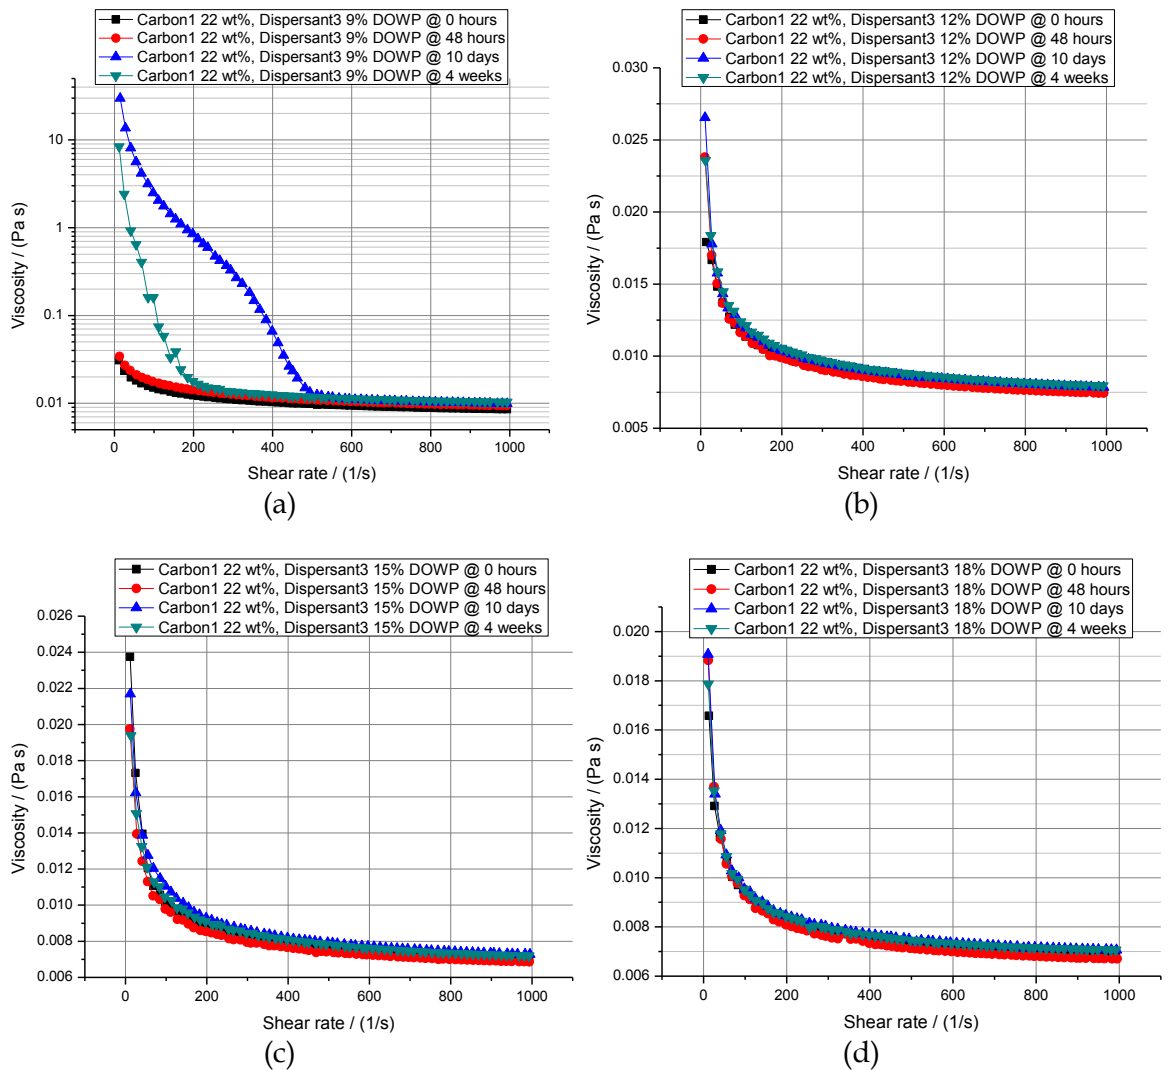 Carbon1 22 wt%, Dispersant3 9% DOWP @ 0 hours
Carbon1 22 wt%, Dispersant3 9% DOWP @ 48 hours
Carbon1 22 wt%, Dispersant3 9% DOWP @ 10 days
Carbon1 22 wt%, Dispersant3 9% DOWP @ 4 weeks
10
1
0.1
0.01
Viscosity / (Pa s)
0 200 400 600 800 1000
Shear rate / (1/s)
(a)
Carbon1 22 wt%, Dispersant3 12% DOWP @ 0 hours
Carbon1 22 wt%, Dispersant3 12% DOWP @ 48 hours
Carbon1 22 wt%, Dispersant3 12% DOWP @ 10 days
Carbon1 22 wt%, Dispersant3 12% DOWP @ 4 weeks
0.030
0.025
0.020
0.015
0.010
0.005
Viscosity / (Pa s)
0 200 400 600 800 1000
Shear rate / (1/s)
(b)
Carbon1 22 wt%, Dispersant3 15% DOWP @ 0 hours
Carbon1 22 wt%, Dispersant3 15% DOWP @ 48 hours
Carbon1 22 wt%, Dispersant3 15% DOWP @ 10 days
Carbon1 22 wt%, Dispersant3 15% DOWP @ 4 weeks
0.026
0.024
0.022
0.020
0.018
0.016
0.014
0.012
0.010
0.008
0.006
Viscosity / (Pa s)
0 200 400 600 800 1000
Shear rate / (1/s)
(c)
Carbon1 22 wt%, Dispersant3 18% DOWP @ 0 hours
Carbon1 22 wt%, Dispersant3 18% DOWP @ 48 hours
Carbon1 22 wt%, Dispersant3 18% DOWP @ 10 days
Carbon1 22 wt%, Dispersant3 18% DOWP @ 4 weeks
0.020
0.018
0.016
0.014
0.012
0.010
0.008
0.006
Viscosity / (Pa s)
0 200 400 600 800 1000
Shear rate / (1/s)
(d)